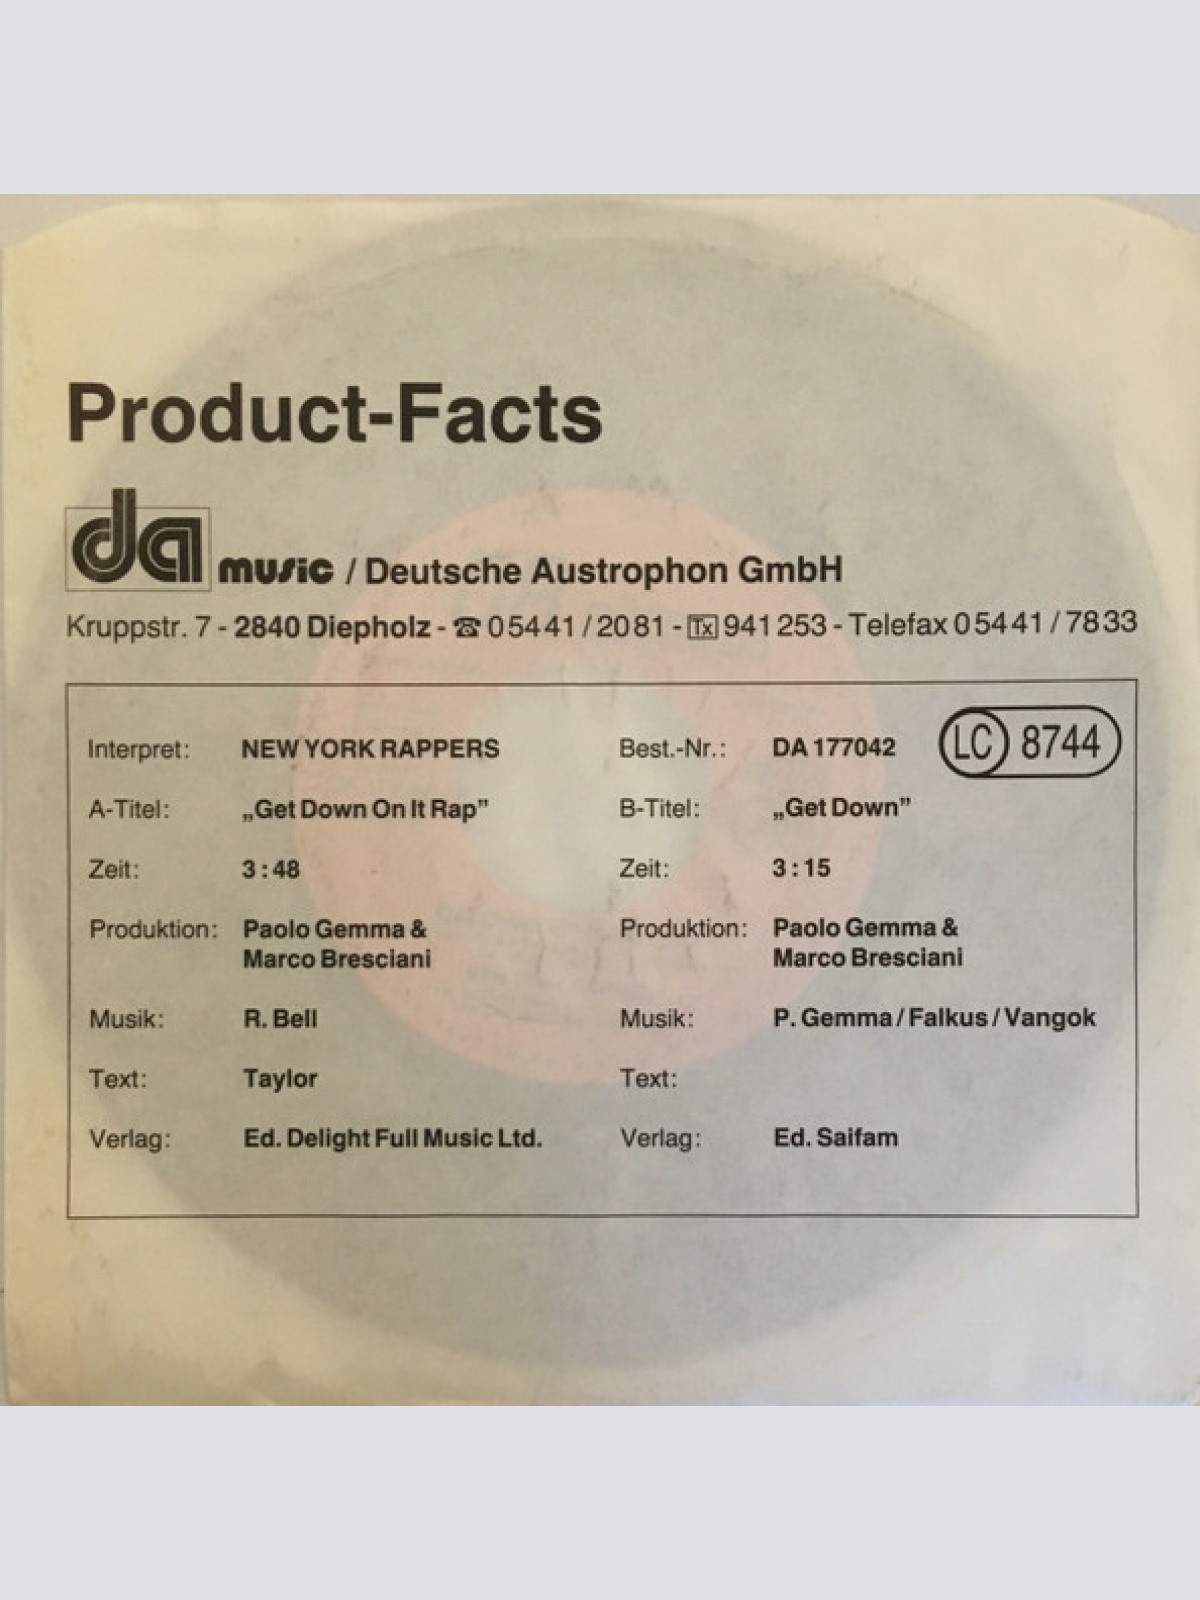 Product-Facts
da music / Deutsche Austrophon GmbH
Kruppstr. 7 - 2840 Diepholz - ☎ 05441/2081 - Tx 941253 - Telefax 05441/7833
Interpret: NEW YORK RAPPERS Best.-Nr.: DA 177042 LC 8744
A-Titel: „Get Down On It Rap” B-Titel: „Get Down”
Zeit: 3:48 Zeit: 3:15
Produktion: Paolo Gemma & Produktion: Paolo Gemma &
Marco Bresciani Marco Bresciani
Musik: R. Bell Musik: P. Gemma/Falkus/Vangok
Text: Taylor Text:
Verlag: Ed. Delight Full Music Ltd. Verlag: Ed. Saifam